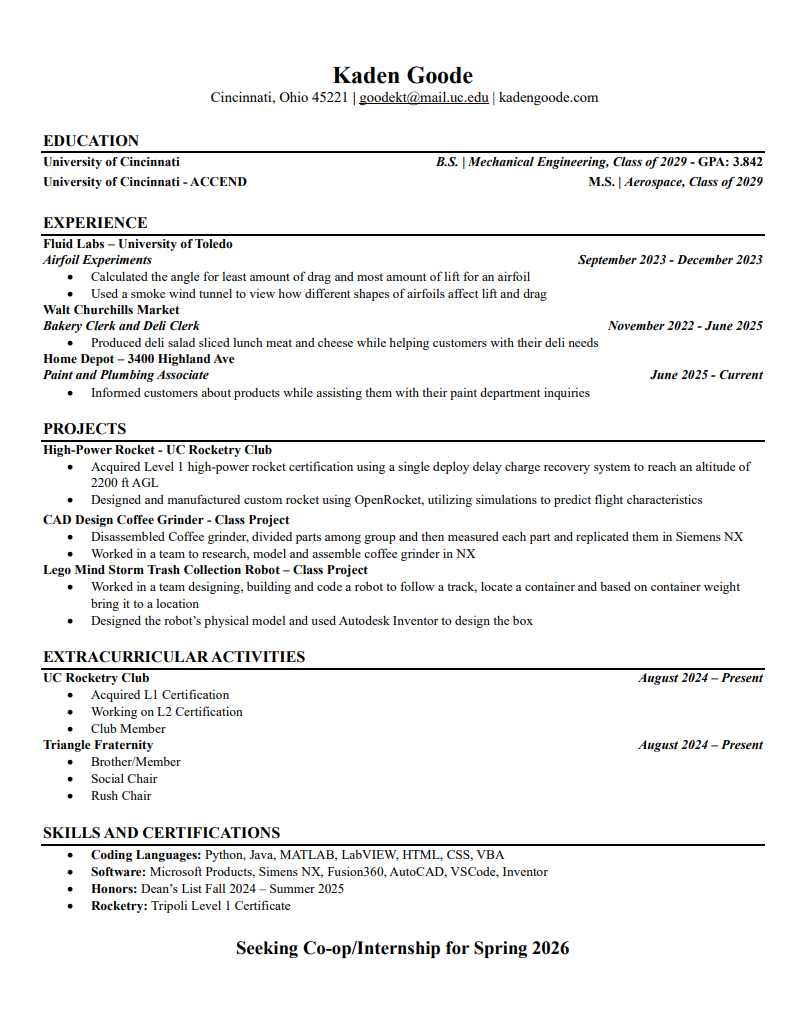 Kaden Goode
Cincinnati, Ohio 45221 | goodekt@mail.uc.edu | kadengoode.com
EDUCATION
University of Cincinnati B.S. | Mechanical Engineering, Class of 2029 - GPA: 3.842
University of Cincinnati - ACCEND M.S. | Aerospace, Class of 2029
EXPERIENCE
Fluid Labs – University of Toledo
Airfoil Experiments September 2023 - December 2023
• Calculated the angle for least amount of drag and most amount of lift for an airfoil
• Used a smoke wind tunnel to view how different shapes of airfoils affect lift and drag
Walt Churchills Market
Bakery Clerk and Deli Clerk November 2022 - June 2025
• Produced deli salad sliced lunch meat and cheese while helping customers with their deli needs
Home Depot – 3400 Highland Ave
Paint and Plumbing Associate June 2025 - Current
• Informed customers about products while assisting them with their paint department inquiries
PROJECTS
High-Power Rocket - UC Rocketry Club
• Acquired Level 1 high-power rocket certification using a single deploy delay charge recovery system to reach an altitude of
2200 ft AGL
• Designed and manufactured custom rocket using OpenRocket, utilizing simulations to predict flight characteristics
CAD Design Coffee Grinder - Class Project
• Disassembled Coffee grinder, divided parts among group and then measured each part and replicated them in Siemens NX
• Worked in a team to research, model and assemble coffee grinder in NX
Lego Mind Storm Trash Collection Robot – Class Project
• Worked in a team designing, building and code a robot to follow a track, locate a container and based on container weight
bring it to a location
• Designed the robot's physical model and used Autodesk Inventor to design the box
EXTRACURRICULAR ACTIVITIES
UC Rocketry Club August 2024 – Present
• Acquired L1 Certification
• Working on L2 Certification
• Club Member
Triangle Fraternity August 2024 – Present
• Brother/Member
• Social Chair
• Rush Chair
SKILLS AND CERTIFICATIONS
• Coding Languages: Python, Java, MATLAB, LabVIEW, HTML, CSS, VBA
• Software: Microsoft Products, Simens NX, Fusion360, AutoCAD, VSCode, Inventor
• Honors: Dean's List Fall 2024 – Summer 2025
• Rocketry: Tripoli Level 1 Certificate
Seeking Co-op/Internship for Spring 2026